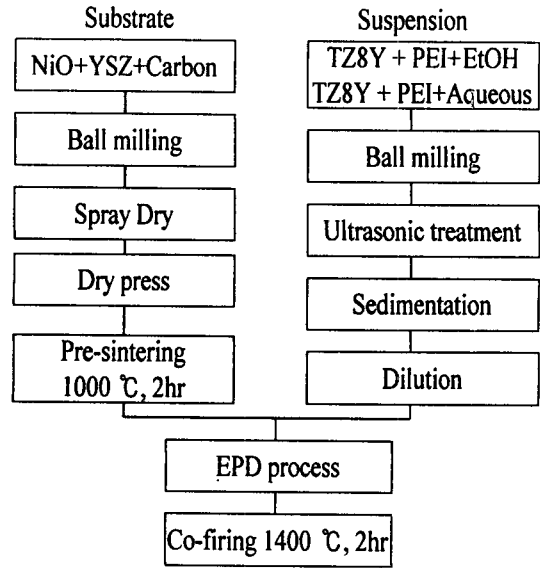 Substrate
NiO+YSZ+Carbon
Ball milling
Spray Dry
Dry press
Pre-sintering
1000 ℃, 2hr
Suspension
TZ8Y + PEI+EtOH
TZ8Y + PEI+Aqueous
Ball milling
Ultrasonic treatment
Sedimentation
Dilution
EPD process
Co-firing 1400 ℃, 2hr